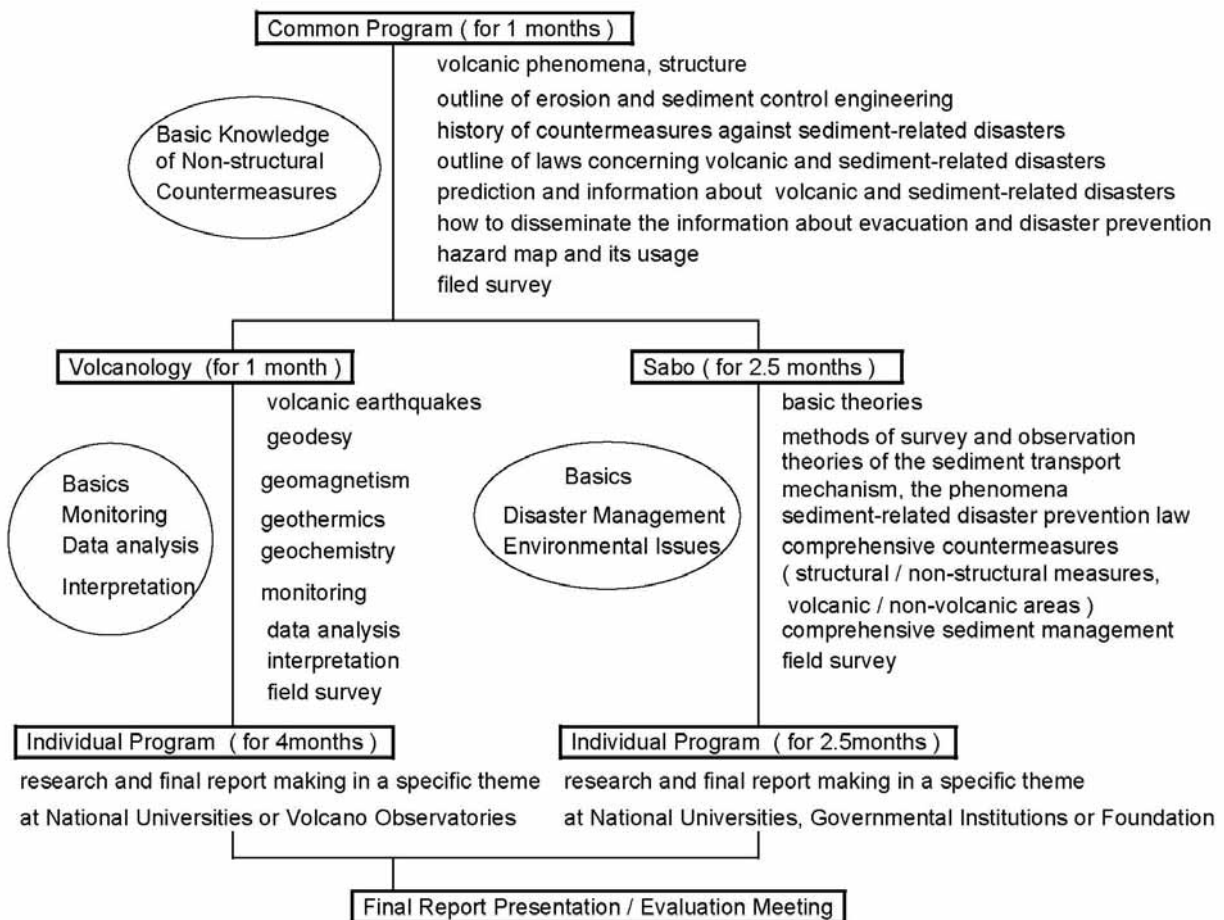 Common Program ( for 1 months )
volcanic phenomena, structure
outline of erosion and sediment control engineering
history of countermeasures against sediment-related disasters
outline of laws concerning volcanic and sediment-related disasters
prediction and information about volcanic and sediment-related disasters
how to disseminate the information about evacuation and disaster prevention
hazard map and its usage
filed survey
Basic Knowledge
of Non-structural
Countermeasures
Volcanology (for 1 month )
volcanic earthquakes
geodesy
geomagnetism
geothermics
geochemistry
monitoring
data analysis
interpretation
field survey
Basics
Monitoring
Data analysis
Interpretation
Individual Program ( for 4months )
research and final report making in a specific theme
at National Universities or Volcano Observatories
Sabo ( for 2.5 months )
basic theories
methods of survey and observation
theories of the sediment transport
mechanism, the phenomena
sediment-related disaster prevention law
comprehensive countermeasures
( structural / non-structural measures,
volcanic / non-volcanic areas )
comprehensive sediment management
field survey
Basics
Disaster Management
Environmental Issues
Individual Program ( for 2.5months )
research and final report making in a specific theme
at National Universities, Governmental Institutions or Foundation
Final Report Presentation / Evaluation Meeting